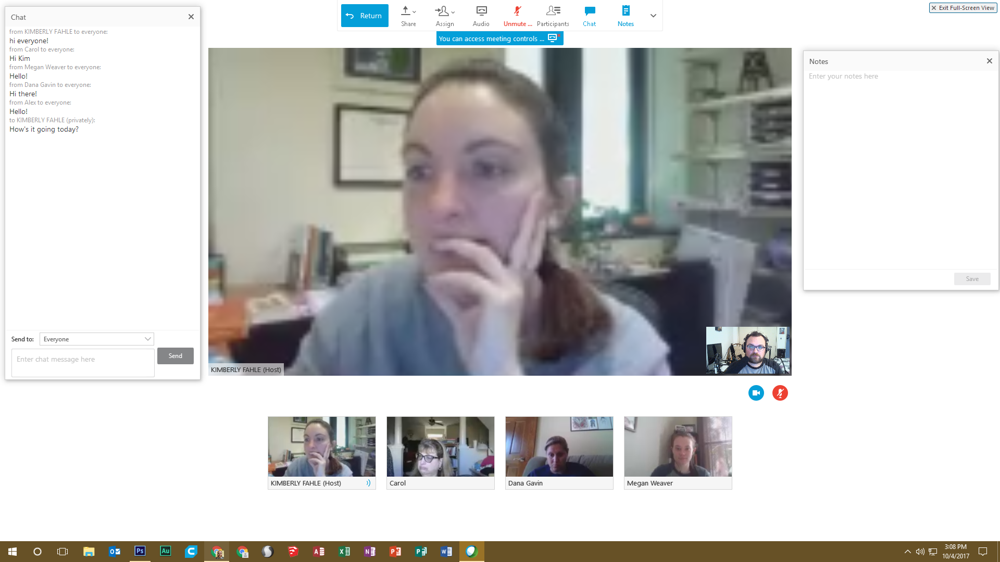 Chat
from KIMBERLY FAHLE to everyone:
hi everyone!
from Carol to everyone:
Hi Kim
from Megan Weaver to everyone:
Hello!
from Dana Gavin to everyone:
Hi there!
from Alex to everyone:
Hello!
to KIMBERLY FAHLE (privately):
How's it going today?
Send to:
Everyone
Enter chat message here
Send
Return
Share
Assign
Audio
Unmute ...
Participants
Chat
Notes
You can access meeting controls ...
Exit Full-Screen View
Notes
Enter your notes here
Save
KIMBERLY FAHLE (Host)
KIMBERLY FAHLE (Host)
Carol
Dana Gavin
Megan Weaver
Ps
Au
3:08 PM
10/4/2017